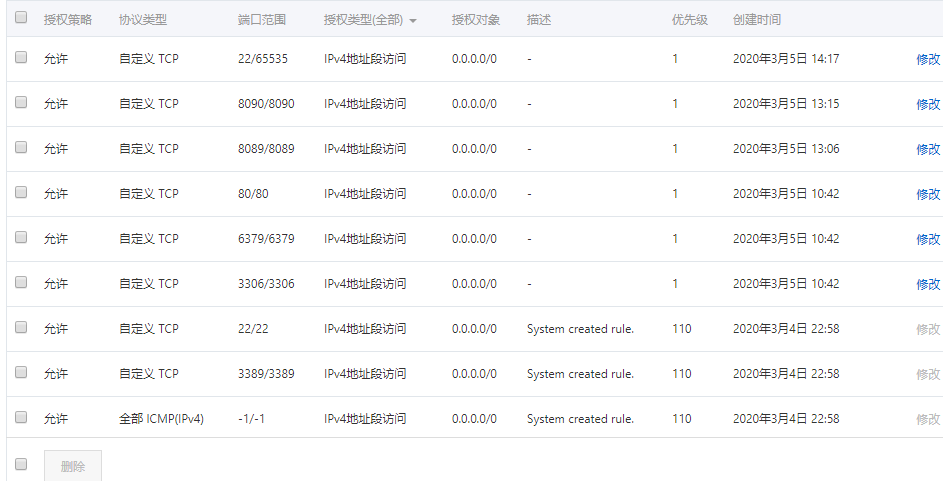 授权策略 协议类型 端口范围 授权类型(全部) 授权对象 描述 优先级 创建时间
允许 自定义 TCP 22/65535 IPv4地址段访问 0.0.0.0/0 - 1 2020年3月5日 14:17 修改
允许 自定义 TCP 8090/8090 IPv4地址段访问 0.0.0.0/0 - 1 2020年3月5日 13:15 修改
允许 自定义 TCP 8089/8089 IPv4地址段访问 0.0.0.0/0 - 1 2020年3月5日 13:06 修改
允许 自定义 TCP 80/80 IPv4地址段访问 0.0.0.0/0 - 1 2020年3月5日 10:42 修改
允许 自定义 TCP 6379/6379 IPv4地址段访问 0.0.0.0/0 - 1 2020年3月5日 10:42 修改
允许 自定义 TCP 3306/3306 IPv4地址段访问 0.0.0.0/0 - 1 2020年3月5日 10:42 修改
允许 自定义 TCP 22/22 IPv4地址段访问 0.0.0.0/0 System created rule. 110 2020年3月4日 22:58 修改
允许 自定义 TCP 3389/3389 IPv4地址段访问 0.0.0.0/0 System created rule. 110 2020年3月4日 22:58 修改
允许 全部 ICMP(IPv4) -1/-1 IPv4地址段访问 0.0.0.0/0 System created rule. 110 2020年3月4日 22:58 修改
删除